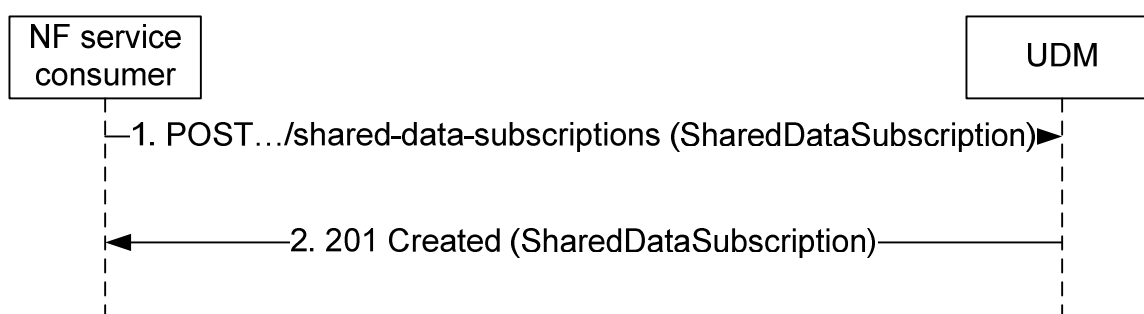 NF service
consumer
UDM
1. POST…/shared-data-subscriptions (SharedDataSubscription)
2. 201 Created (SharedDataSubscription)